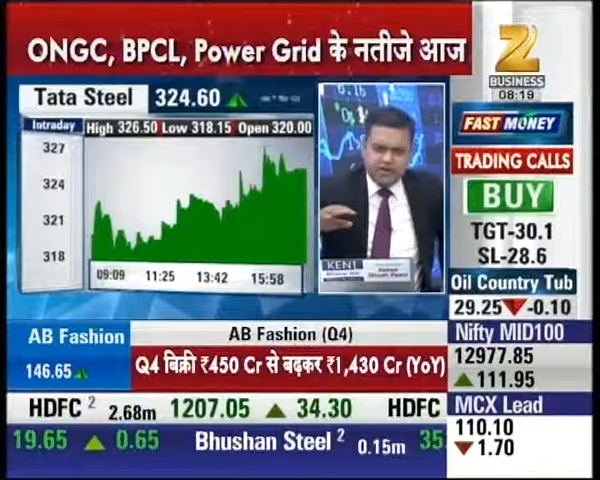 ONGC, BPCL, Power Grid के नतीजे आज
Z
BUSINESS
08:19
Tata Steel 324.60
Intraday High 326.50 Low 318.15 Open 320.00
327
324
321
318
09:09 11:25 13:42 15:58
KENT
FAST MONEY
TRADING CALLS
BUY
TGT-30.1
SL-28.6
Oil Country Tub
29.25 -0.10
AB Fashion
146.65
AB Fashion (Q4)
Q4 बिक्री ₹450 Cr से बढ़कर ₹1,430 Cr (YoY)
Nifty MID100
12977.85
111.95
HDFC 2 2.68m 1207.05 34.30 HDFC
MCX Lead
110.10
1.70
19.65 0.65 Bhushan Steel 2 0.15m 35